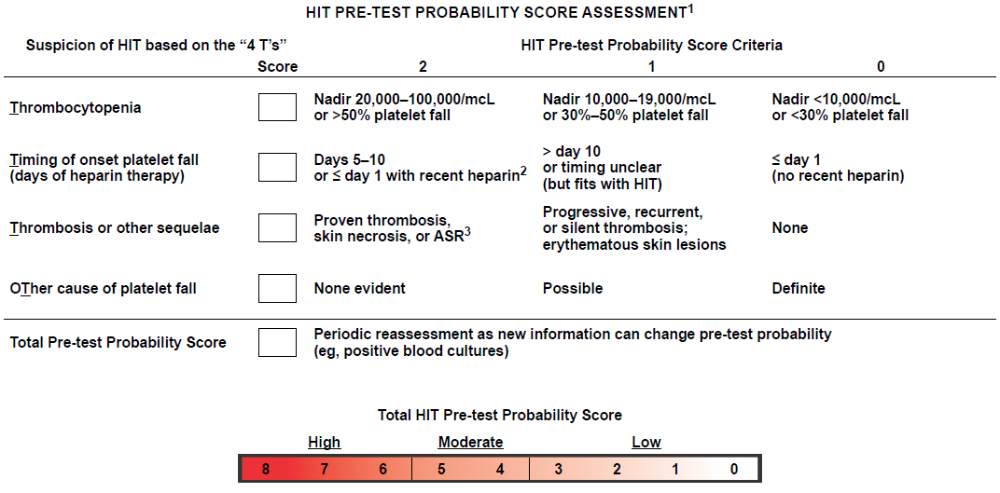 HIT PRE-TEST PROBABILITY SCORE ASSESSMENT1
Suspicion of HIT based on the “4 T’s”
HIT Pre-test Probability Score Criteria
Score 2 1 0
Thrombocytopenia
Nadir 20,000–100,000/mcL
or >50% platelet fall
Nadir 10,000–19,000/mcL
or 30%–50% platelet fall
Nadir <10,000/mcL
or <30% platelet fall
Timing of onset platelet fall
(days of heparin therapy)
Days 5–10
or ≤ day 1 with recent heparin2
> day 10
or timing unclear
(but fits with HIT)
≤ day 1
(no recent heparin)
Thrombosis or other sequelae
Proven thrombosis,
skin necrosis, or ASR3
Progressive, recurrent,
or silent thrombosis;
erythematous skin lesions
None
OTher cause of platelet fall
None evident
Possible
Definite
Total Pre-test Probability Score
Periodic reassessment as new information can change pre-test probability
(eg, positive blood cultures)
Total HIT Pre-test Probability Score
High Moderate Low
8 7 6 5 4 3 2 1 0